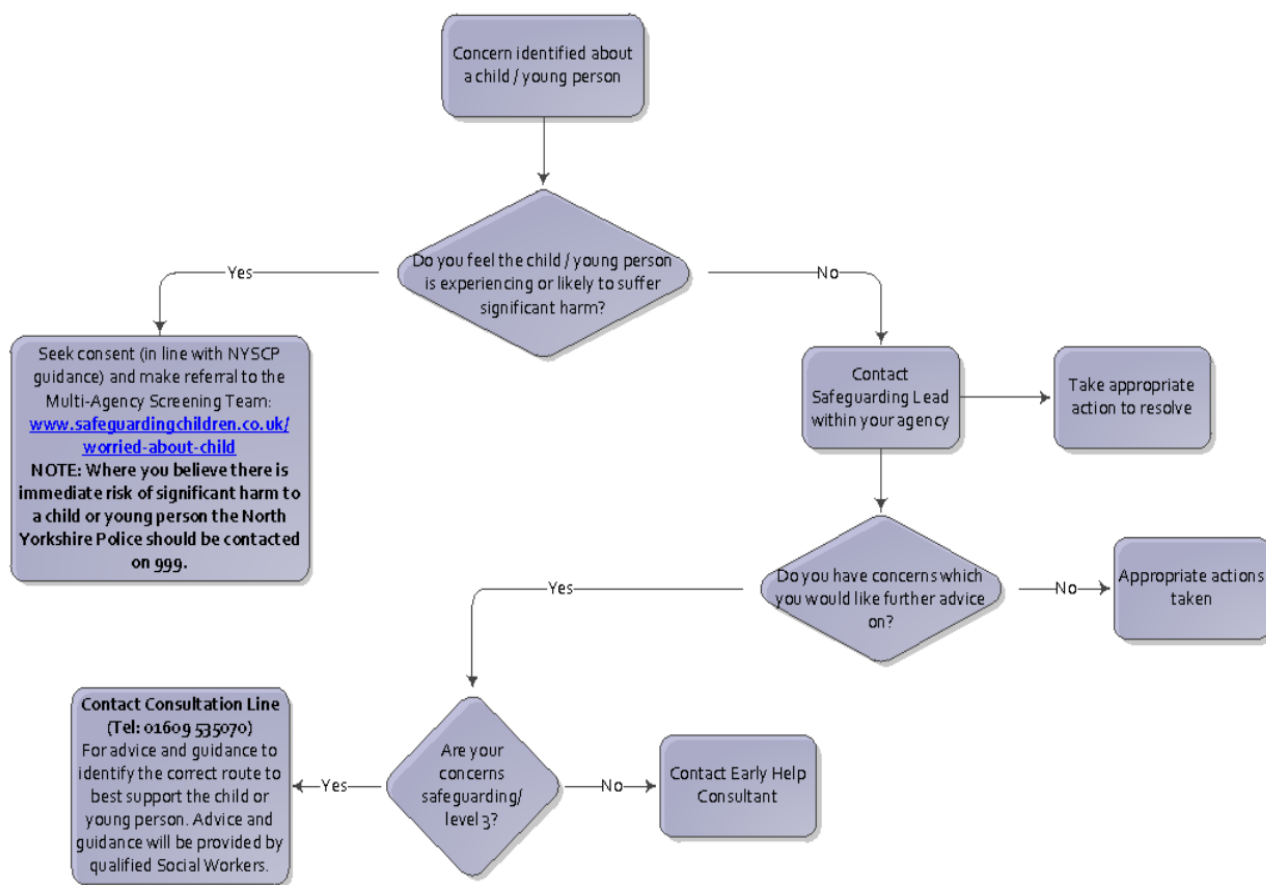 Concern identified about
a child / young person
Do you feel the child / young person
is experiencing or likely to suffer
significant harm?
Yes
No
Seek consent (in line with NYSCP
guidance) and make referral to the
Multi-Agency Screening Team:
www.safeguardingchildren.co.uk/
worried-about-child
NOTE: Where you believe there is
immediate risk of significant harm to
a child or young person the North
Yorkshire Police should be contacted
on 999.
Contact
Safeguarding Lead
within your agency
Take appropriate
action to resolve
Do you have concerns which
you would like further advice
on?
Yes
No
Appropriate actions
taken
Are your
concerns
safeguarding/
level 3?
Yes
No
Contact Consultation Line
(Tel: 01609 535070)
For advice and guidance to
identify the correct route to
best support the child or
young person. Advice and
guidance will be provided by
qualified Social Workers.
Contact Early Help
Consultant